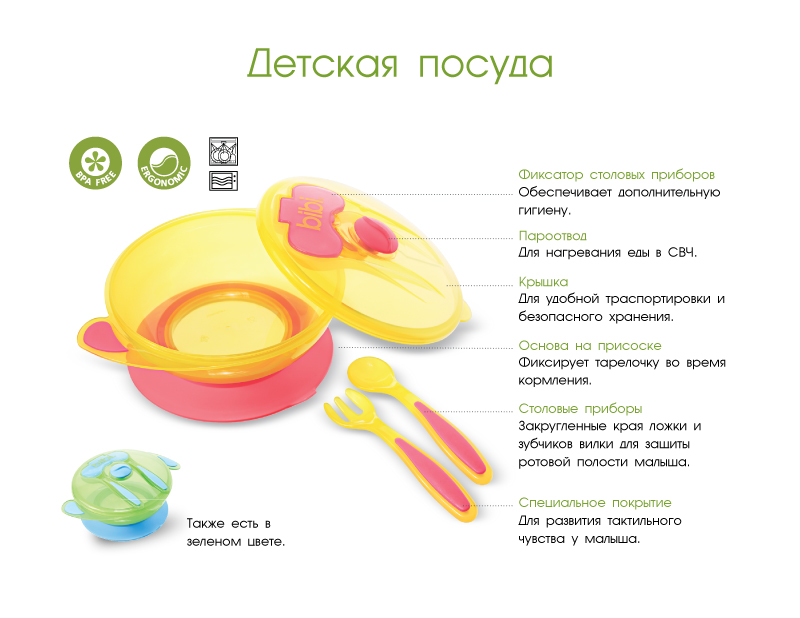 Детская посуда
BPA FREE
ERGONOMIC
bibi
Фиксатор столовых приборов
Обеспечивает дополнительную
гигиену.
Пароотвод
Для нагревания еды в СВЧ.
Крышка
Для удобной траспортировки и
безопасного хранения.
Основа на присоске
Фиксирует тарелочку во время
кормления.
Столовые приборы
Закругленные края ложки и
зубчиков вилки для защиты
ротовой полости малыша.
Специальное покрытие
Для развития тактильного
чувства у малыша.
Также есть в
зеленом цвете.